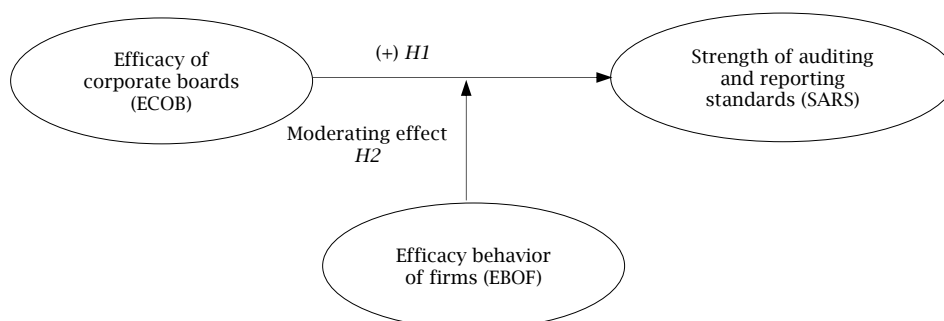 Efficacy of
corporate boards
(ECOB)
(+) H1
Strength of auditing
and reporting
standards (SARS)
Moderating effect
H2
Efficacy behavior
of firms (EBOF)